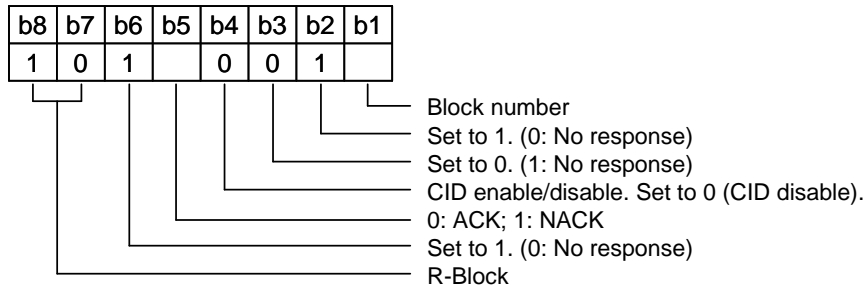 b8 b7 b6 b5 b4 b3 b2 b1
1 0 1 0 0 1
Block number
Set to 1. (0: No response)
Set to 0. (1: No response)
CID enable/disable. Set to 0 (CID disable).
0: ACK; 1: NACK
Set to 1. (0: No response)
R-Block